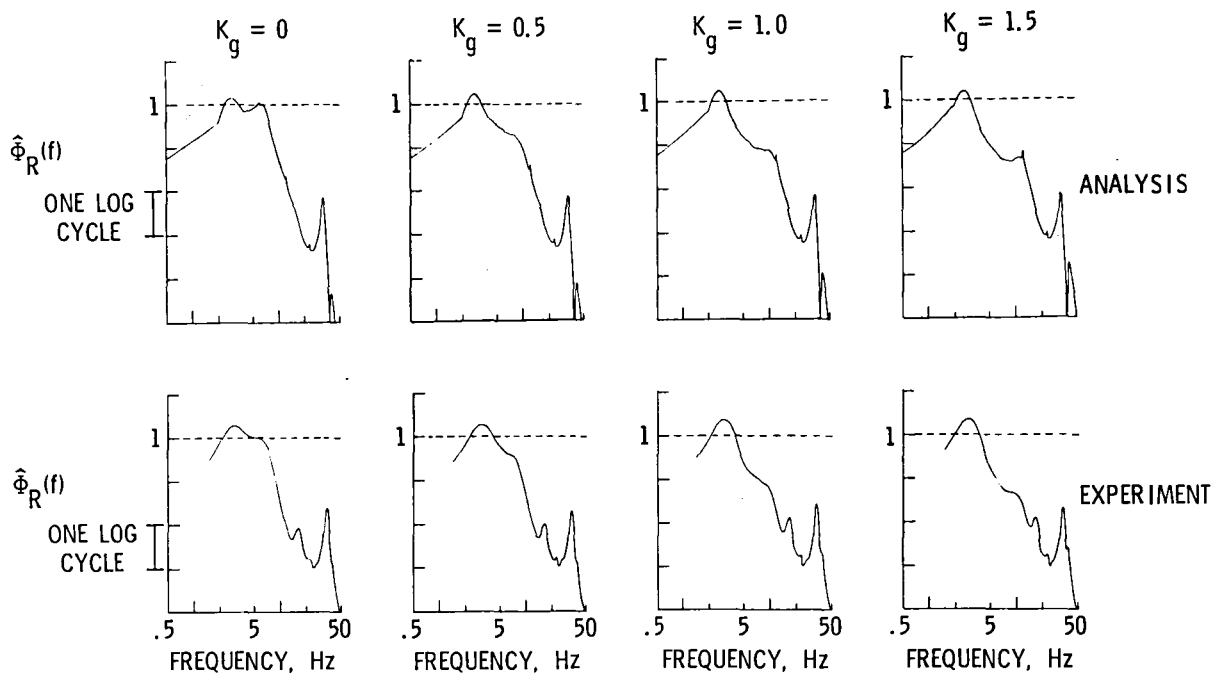 K_g = 0 K_g = 0.5 K_g = 1.0 K_g = 1.5
1 1 1 1
Φ̂_R(f)
ONE LOG
CYCLE
ANALYSIS
1 1 1 1
Φ̂_R(f)
ONE LOG
CYCLE
EXPERIMENT
.5 5 50 .5 5 50 .5 5 50 .5 5 50
FREQUENCY, Hz FREQUENCY, Hz FREQUENCY, Hz FREQUENCY, Hz